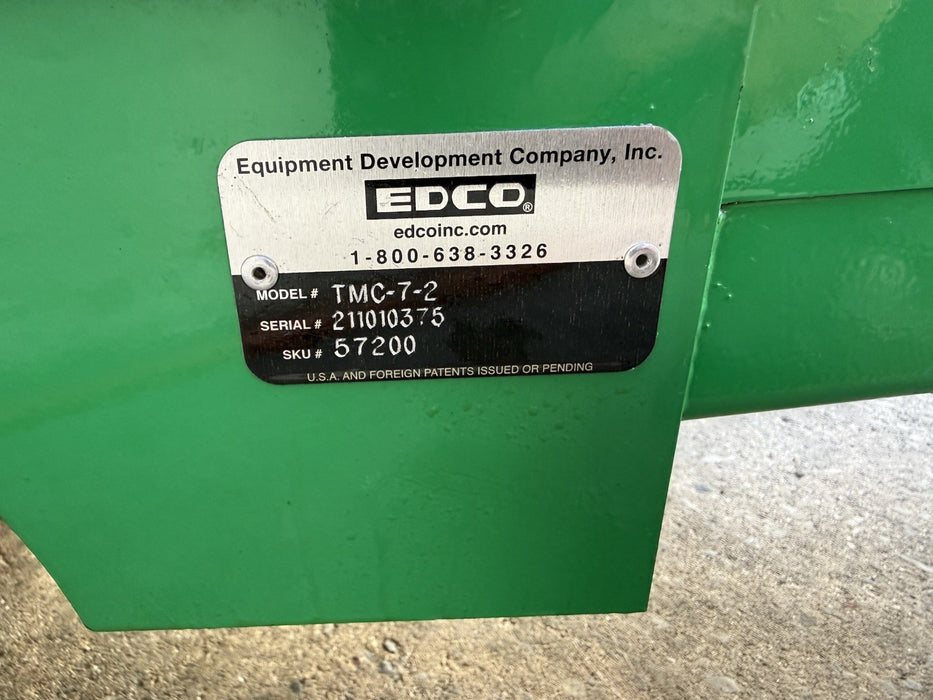 Equipment Development Company, Inc.
EDCO®
edcoinc.com
1-800-638-3326
MODEL # TMC-7-2
SERIAL # 211010375
SKU # 57200
U.S.A. AND FOREIGN PATENTS ISSUED OR PENDING